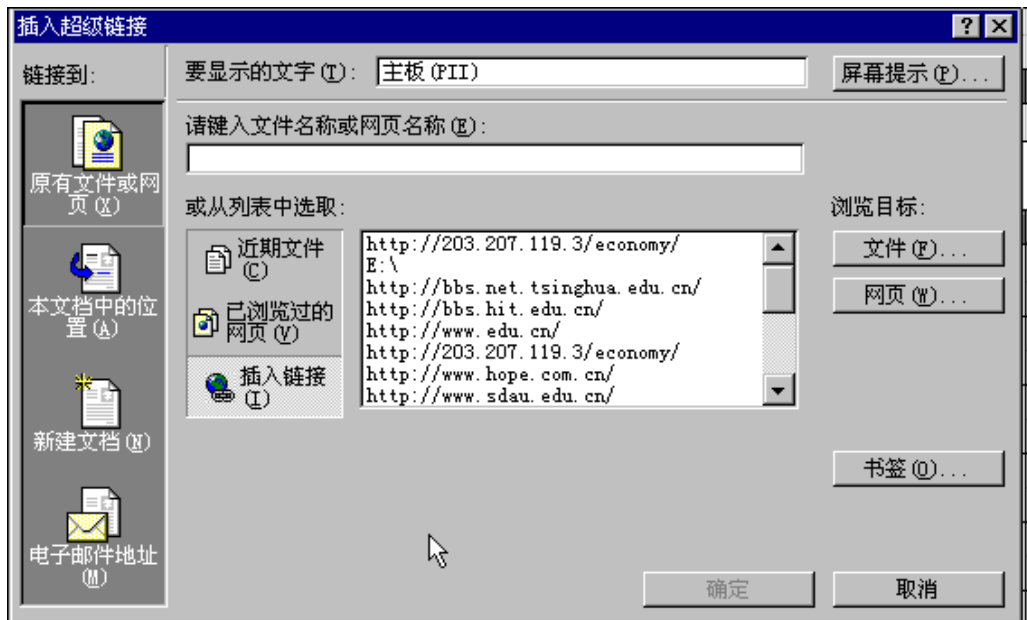 插入超级链接
链接到:
要显示的文字(T):
主板(PII)
屏幕提示(P)...
请键入文件名称或网页名称(E):
原有文件或网
页(X)
本文档中的位
置(A)
新建文档(N)
电子邮件地址
(M)
或从列表中选取:
近期文件
(C)
已浏览过的
网页(V)
插入链接
(I)
http://203.207.119.3/economy/
E:\
http://bbs.net.tsinghua.edu.cn/
http://bbs.hit.edu.cn/
http://www.edu.cn/
http://203.207.119.3/economy/
http://www.hope.com.cn/
http://www.sdau.edu.cn/
浏览目标:
文件(F)...
网页(W)...
书签(O)...
确定
取消